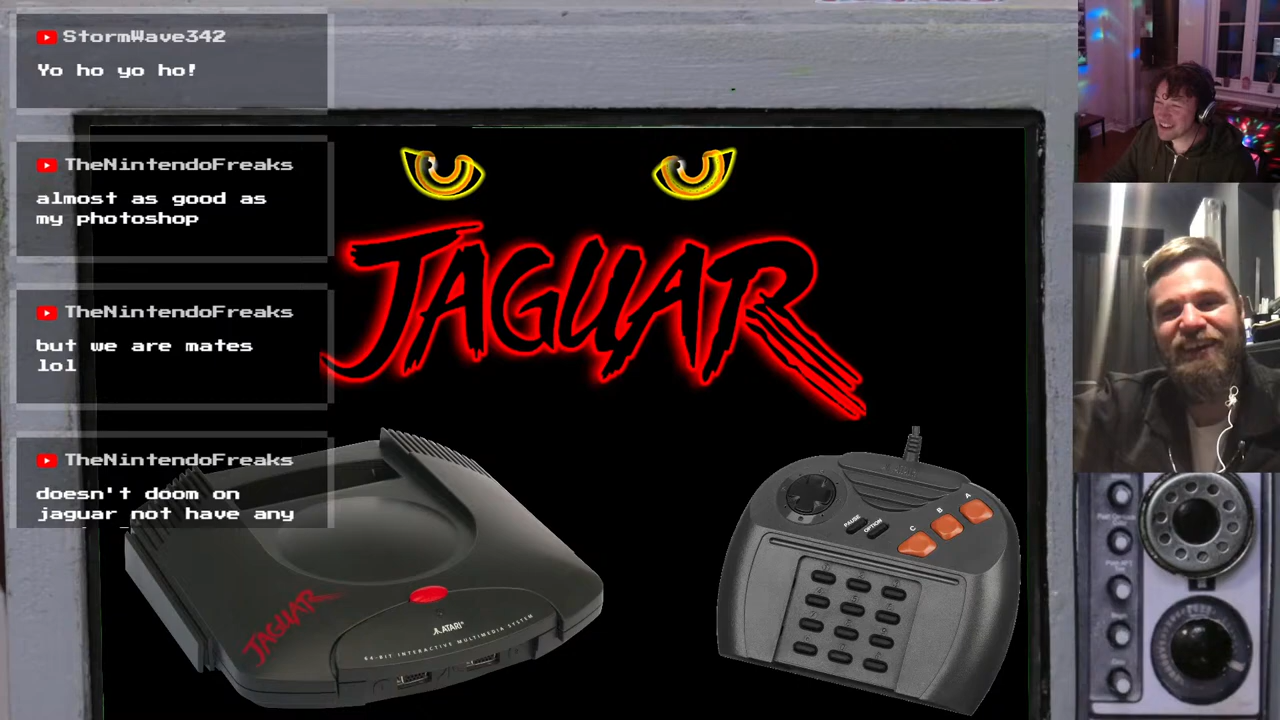 StormWave342
Yo ho yo ho!
TheNintendoFreaks
almost as good as
my photoshop
TheNintendoFreaks
but we are mates
lol
TheNintendoFreaks
doesn't doom on
jaguar not have any
JAGUAR
JAGUAR
ATARI
64-BIT INTERACTIVE MULTIMEDIA SYSTEM
PAUSE
OPTION
C
B
A